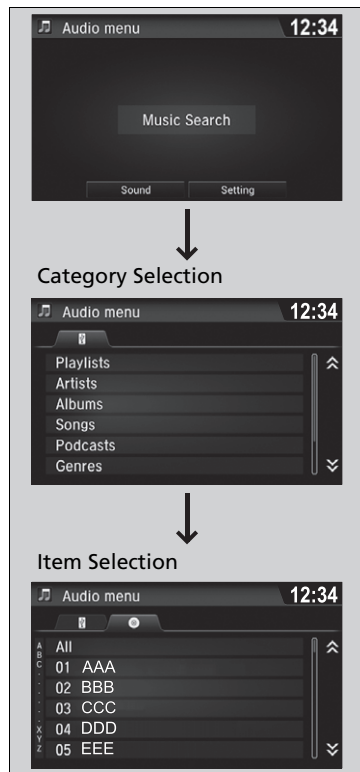 Audio menu 12:34
Music Search
Sound Setting
Category Selection
Audio menu 12:34
Playlists
Artists
Albums
Songs
Podcasts
Genres
Item Selection
Audio menu 12:34
A
B
C
.
.
.
.
X
Y
Z
All
01 AAA
02 BBB
03 CCC
04 DDD
05 EEE